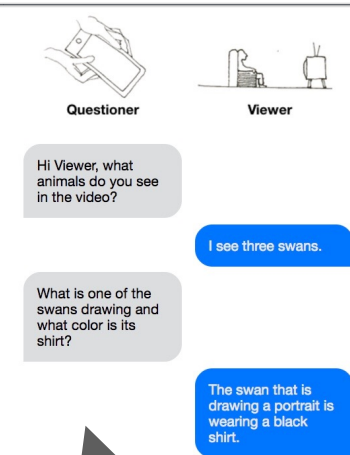 Questioner
Viewer
Hi Viewer, what
animals do you see
in the video?
I see three swans.
What is one of the
swans drawing and
what color is its
shirt?
The swan that is
drawing a portrait is
wearing a black
shirt.